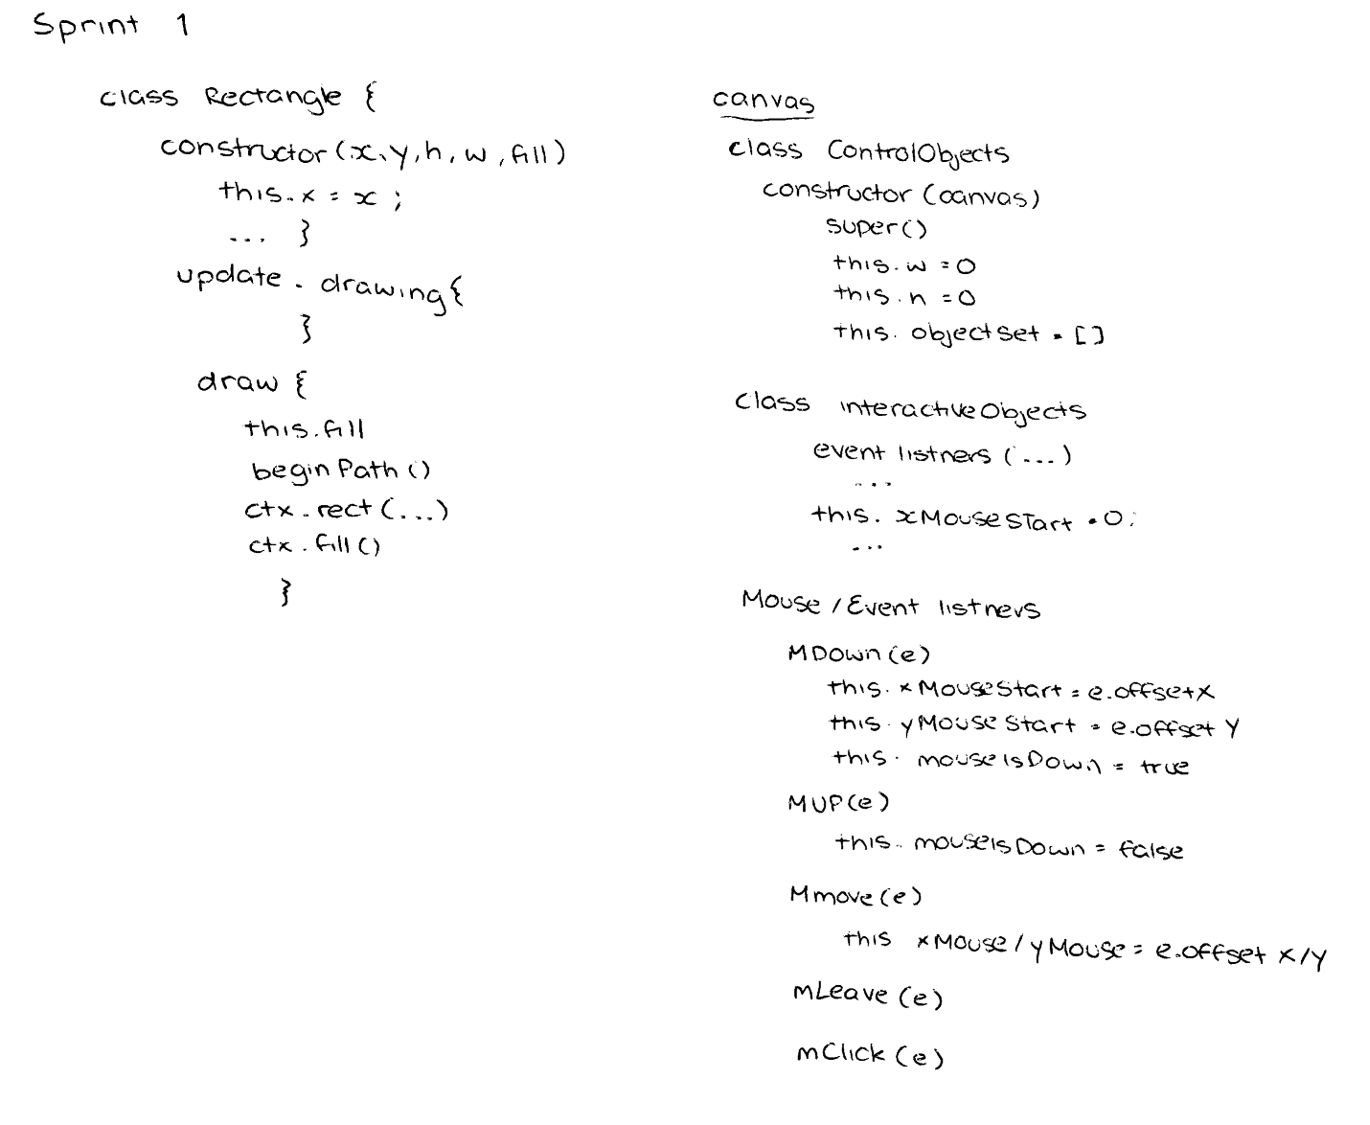 Sprint 1
class Rectangle {
constructor (x, y, h, w, fill)
this.x = x ;
... }
update . drawing {
}
draw {
this.fill
begin Path ()
ctx.rect (...)
ctx.fill ()
}
canvas
class ControlObjects
constructor (canvas)
super()
this.w = 0
this.h = 0
this. objectset = []
class interactiveObjects
event listners (...)
...
this. xMouseStart = 0;
...
Mouse / Event listners
MDown (e)
this. xMouseStart = e.offsetX
this. yMouse Start = e.offset Y
this. mouseisDown = true
MUP(e)
this. mouseisDown = false
Mmove (e)
this xMouse / yMouse = e.offset x/y
mLeave (e)
mClick (e)